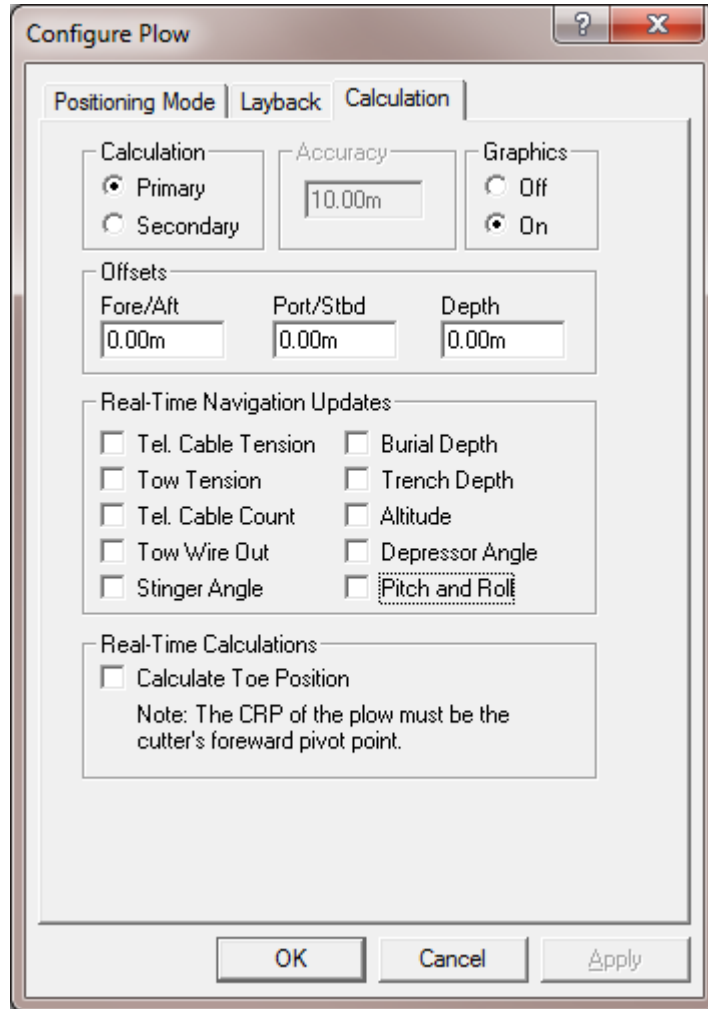 Configure Plow
? X
Positioning Mode Layback Calculation
Calculation Accuracy Graphics
Primary 10.00m Off
Secondary On
Offsets
Fore/Aft Port/Stbd Depth
0.00m 0.00m 0.00m
Real-Time Navigation Updates
Tel. Cable Tension Burial Depth
Tow Tension Trench Depth
Tel. Cable Count Altitude
Tow Wire Out Depressor Angle
Stinger Angle Pitch and Roll
Real-Time Calculations
Calculate Toe Position
Note: The CRP of the plow must be the
cutter's foreward pivot point.
OK Cancel Apply